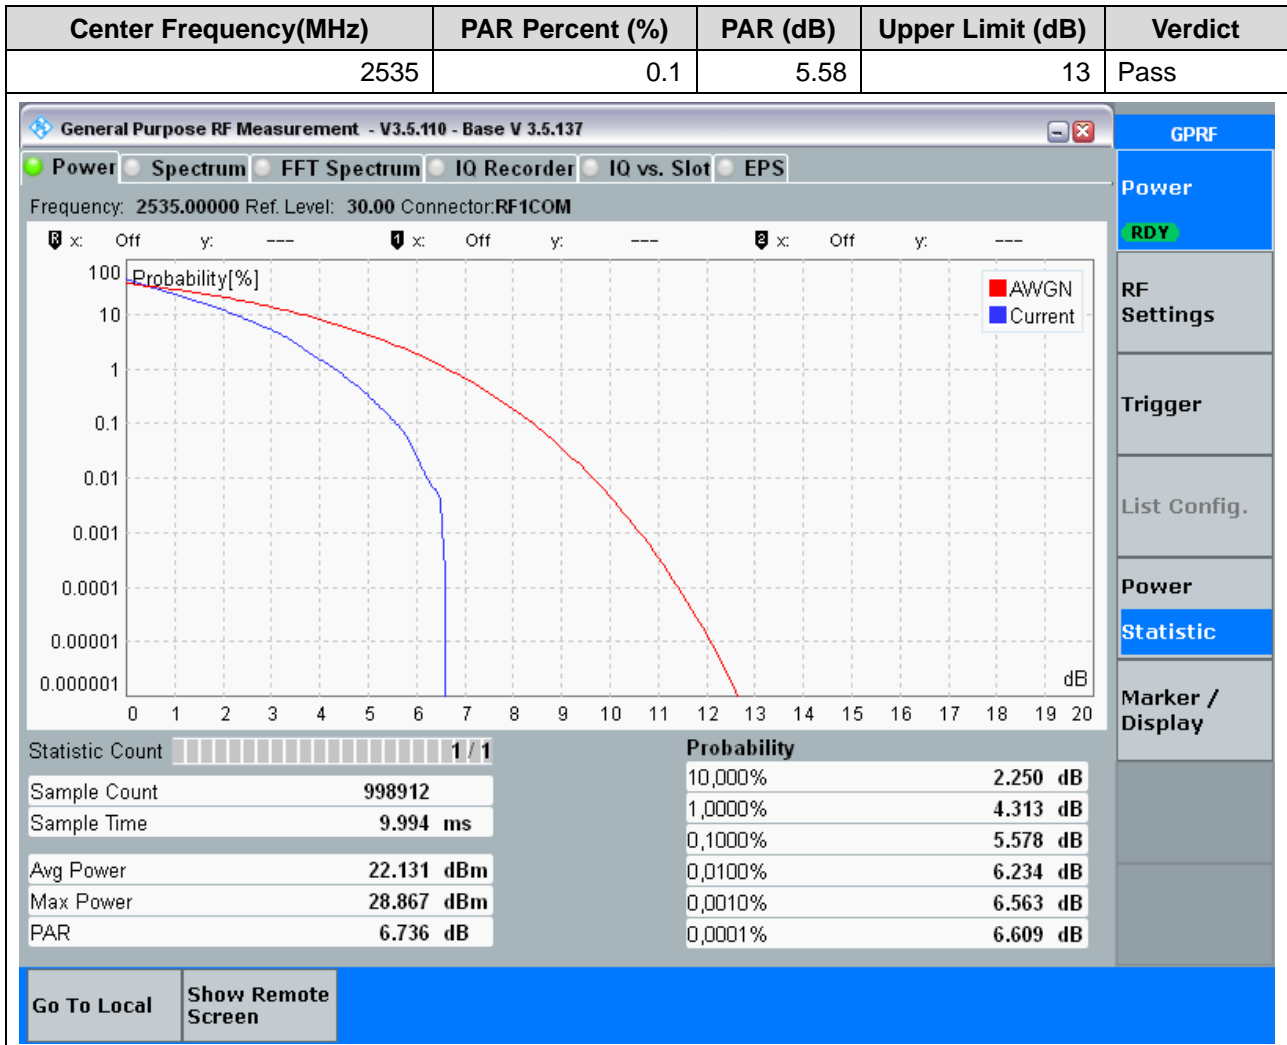 Center Frequency(MHz) PAR Percent (%) PAR (dB) Upper Limit (dB) Verdict
2535 0.1 5.58 13 Pass
General Purpose RF Measurement - V3.5.110 - Base V 3.5.137
GPRF
Power Spectrum FFT Spectrum IQ Recorder IQ vs. Slot EPS
Power
RDY
Frequency: 2535.00000 Ref. Level: 30.00 Connector:RF1COM
R x: Off y: --- 1 x: Off y: --- 2 x: Off y: ---
Probability[%]
AWGN
Current
100
10
1
0.1
0.01
0.001
0.0001
0.00001
0.000001
dB
0 1 2 3 4 5 6 7 8 9 10 11 12 13 14 15 16 17 18 19 20
RF
Settings
Trigger
List Config.
Power
Statistic
Marker /
Display
Statistic Count 1 / 1
Sample Count 998912
Sample Time 9.994 ms
Avg Power 22.131 dBm
Max Power 28.867 dBm
PAR 6.736 dB
Probability
10,000% 2.250 dB
1,0000% 4.313 dB
0,1000% 5.578 dB
0,0100% 6.234 dB
0,0010% 6.563 dB
0,0001% 6.609 dB
Go To Local
Show Remote
Screen